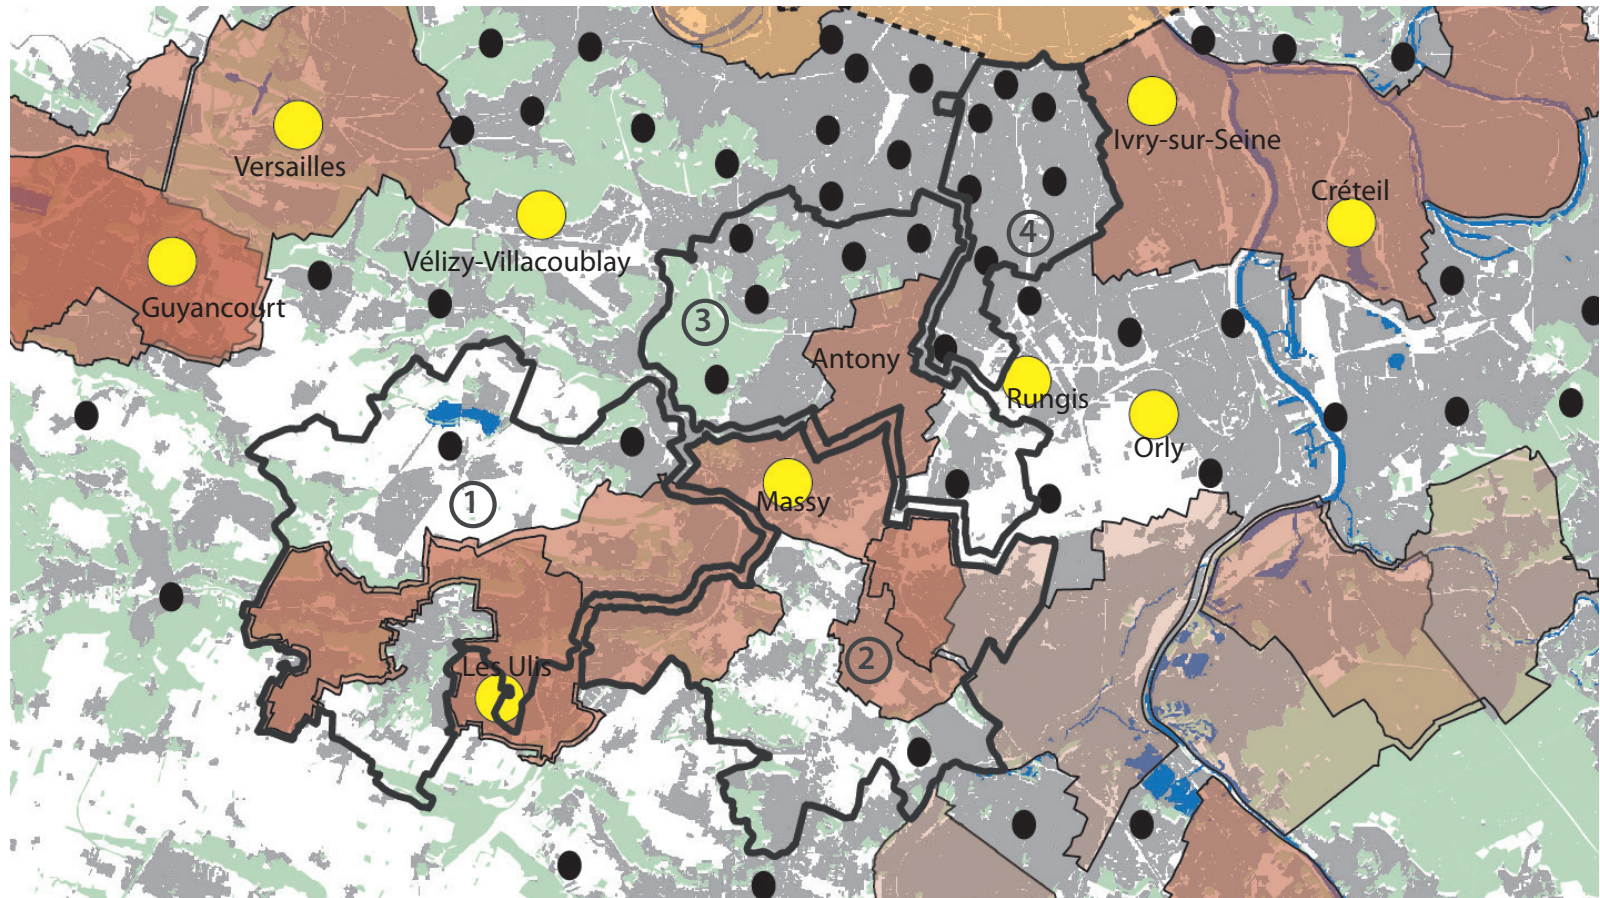 Ivry-sur-Seine
Versailles
Créteil
4
Vélizy-Villacoublay
Guyancourt
3
Antony
Rungis
Orly
1
Massy
2
Les Ulis